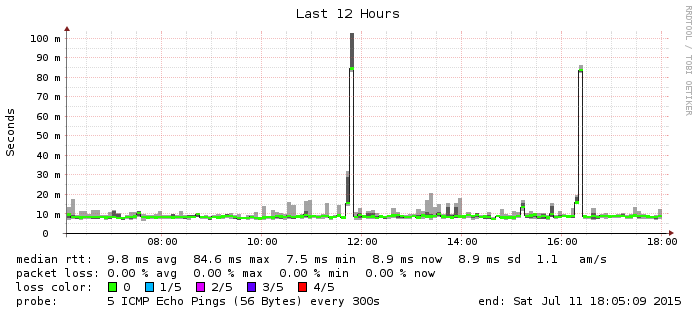 Last 12 Hours
RRDTOOL / TOBI OETIKER
Seconds
100 m
90 m
80 m
70 m
60 m
50 m
40 m
30 m
20 m
10 m
0
08:00 10:00 12:00 14:00 16:00 18:00
median rtt: 9.8 ms avg 84.6 ms max 7.5 ms min 8.9 ms now 8.9 ms sd 1.1 am/s
packet loss: 0.00 % avg 0.00 % max 0.00 % min 0.00 % now
loss color: 0 1/5 2/5 3/5 4/5
probe: 5 ICMP Echo Pings (56 Bytes) every 300s end: Sat Jul 11 18:05:09 2015